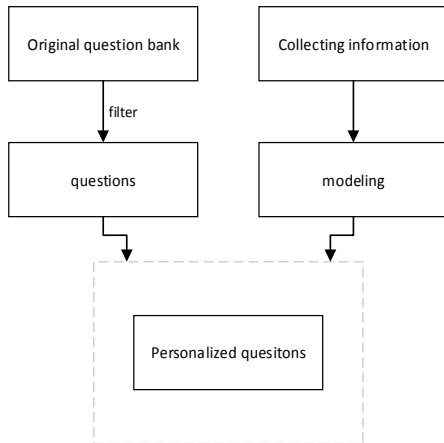 Original question bank
Collecting information
filter
questions
modeling
Personalized quesitons